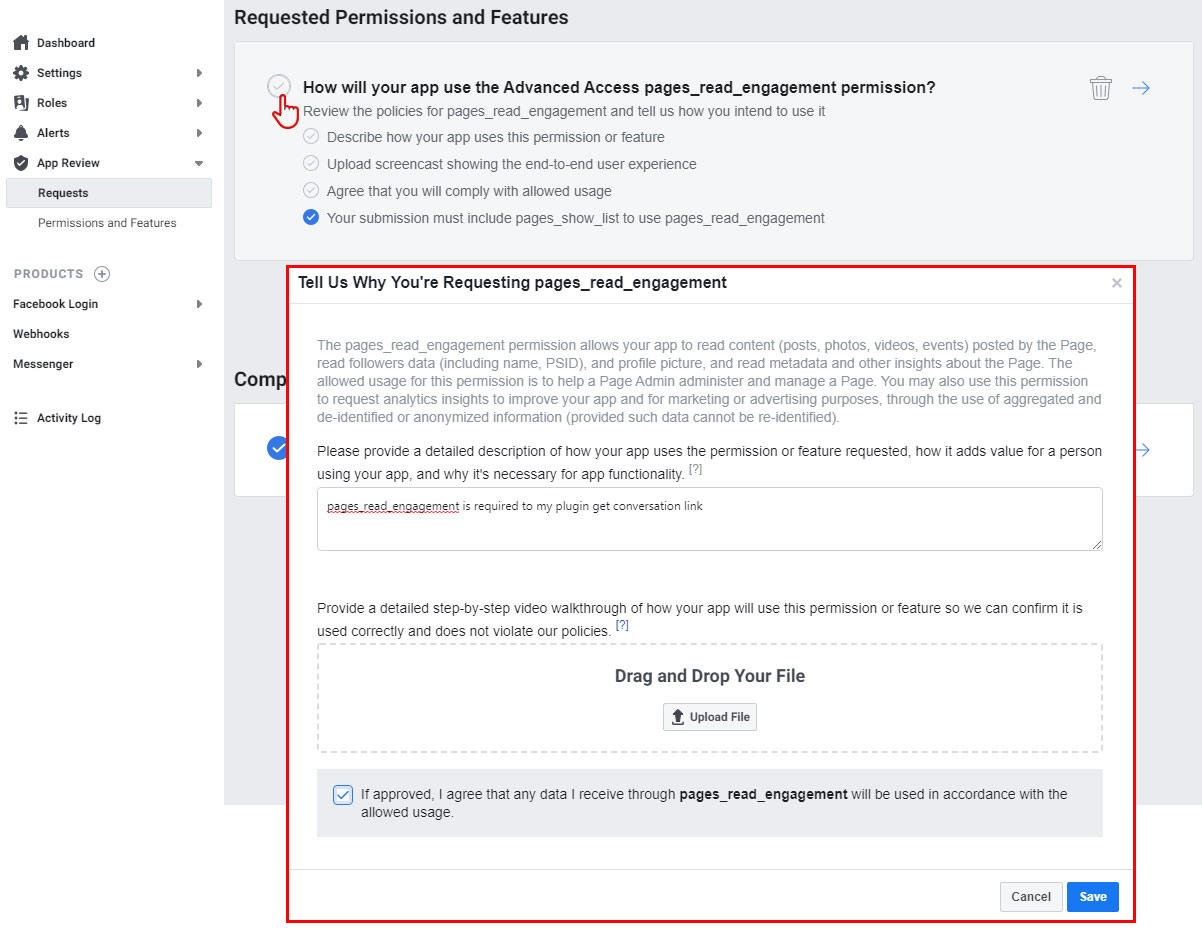 Requested Permissions and Features
Dashboard
Settings
Roles
Alerts
App Review
Requests
Permissions and Features
PRODUCTS
Facebook Login
Webhooks
Messenger
Activity Log
How will your app use the Advanced Access pages_read_engagement permission?
Review the policies for pages_read_engagement and tell us how you intend to use it
Describe how your app uses this permission or feature
Upload screencast showing the end-to-end user experience
Agree that you will comply with allowed usage
Your submission must include pages_show_list to use pages_read_engagement
Comp
Tell Us Why You're Requesting pages_read_engagement
The pages_read_engagement permission allows your app to read content (posts, photos, videos, events) posted by the Page,
read followers data (including name, PSID), and profile picture, and read metadata and other insights about the Page. The
allowed usage for this permission is to help a Page Admin administer and manage a Page. You may also use this permission
to request analytics insights to improve your app and for marketing or advertising purposes, through the use of aggregated and
de-identified or anonymized information (provided such data cannot be re-identified).
Please provide a detailed description of how your app uses the permission or feature requested, how it adds value for a person
using your app, and why it's necessary for app functionality. [?]
pages_read_engagement is required to my plugin get conversation link
Provide a detailed step-by-step video walkthrough of how your app will use this permission or feature so we can confirm it is
used correctly and does not violate our policies. [?]
Drag and Drop Your File
Upload File
If approved, I agree that any data I receive through pages_read_engagement will be used in accordance with the
allowed usage.
Cancel
Save